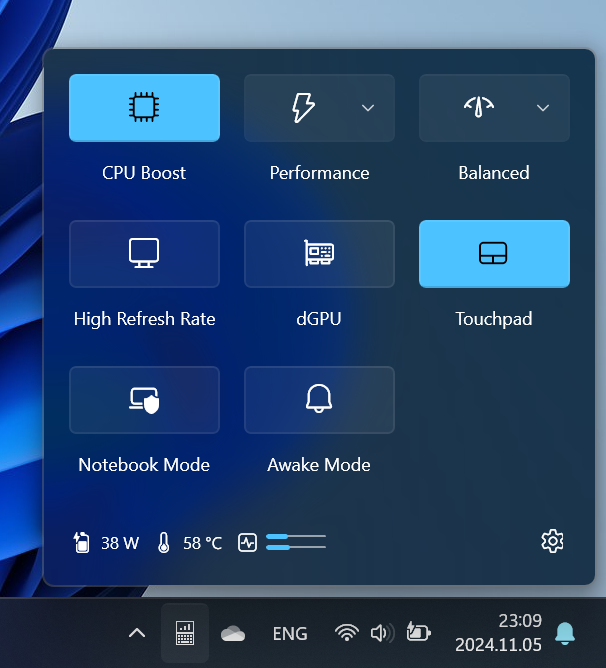 CPU Boost
Performance
Balanced
High Refresh Rate
dGPU
Touchpad
Notebook Mode
Awake Mode
38 W
58 °C
ENG
23:09
2024.11.05